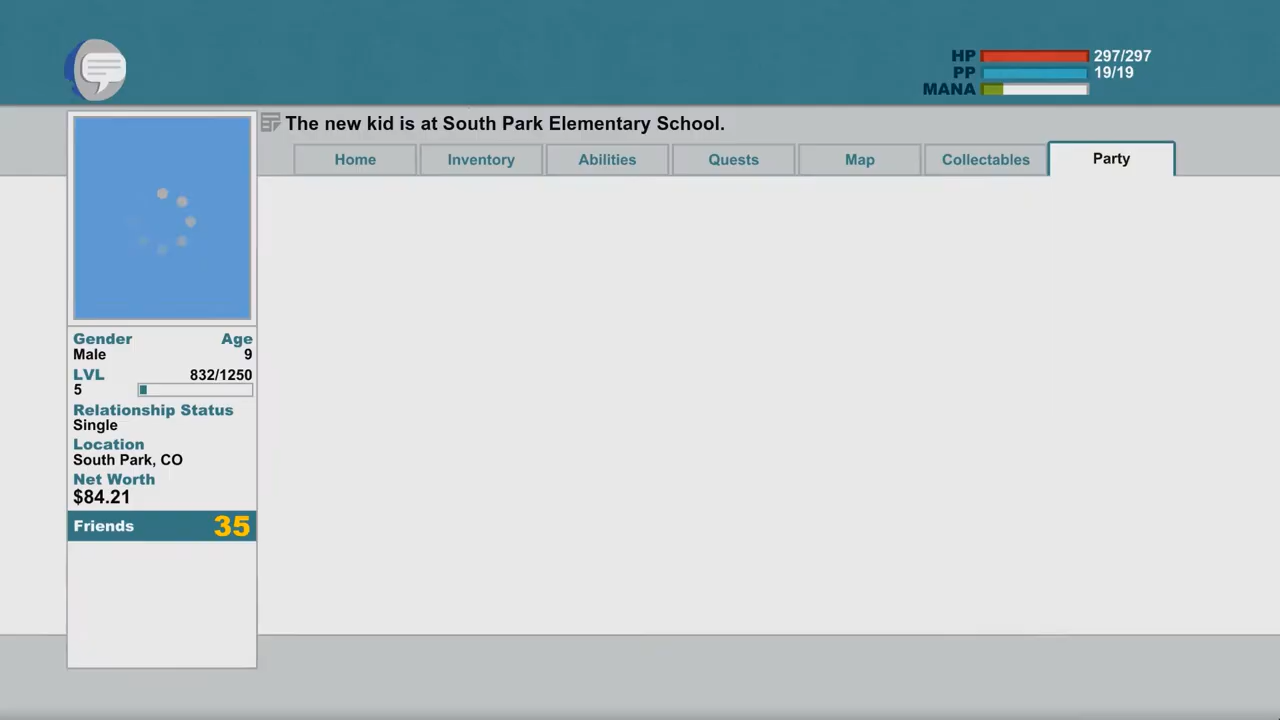 HP 297/297
PP 19/19
MANA
The new kid is at South Park Elementary School.
Home Inventory Abilities Quests Map Collectables Party
Gender Age
Male 9
LVL 832/1250
5
Relationship Status
Single
Location
South Park, CO
Net Worth
$84.21
Friends 35